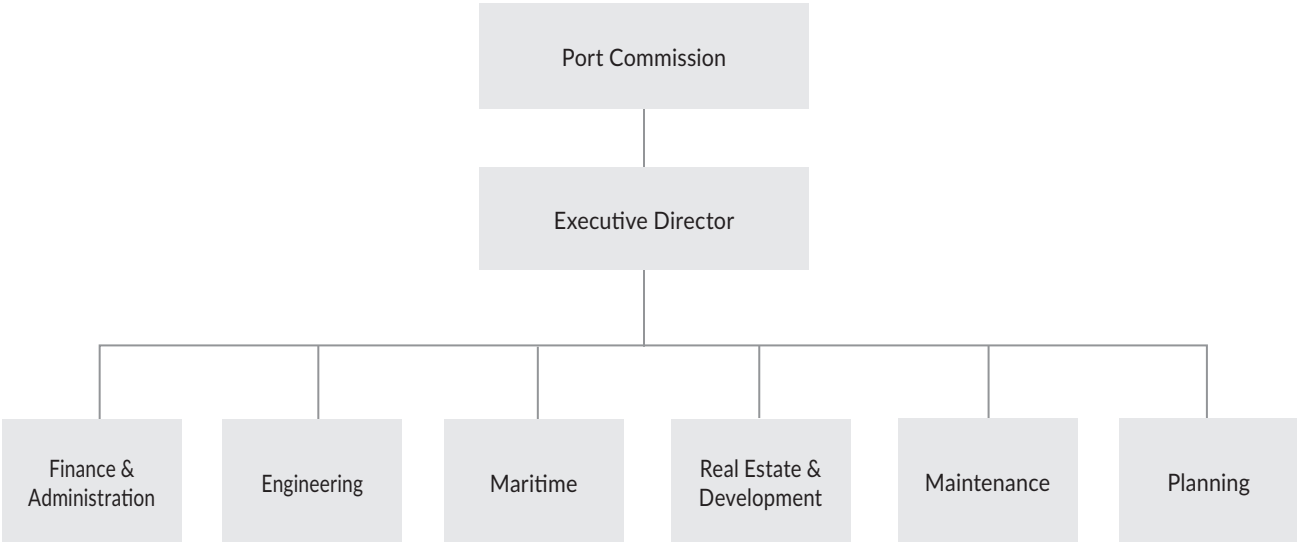 Port Commission
Executive Director
Finance &
Administration
Engineering
Maritime
Real Estate &
Development
Maintenance
Planning